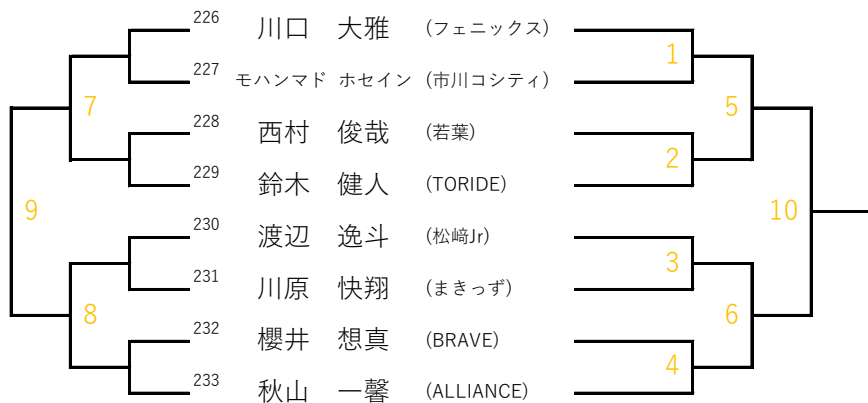 226 川口 大雅 (フェニックス)
1
227 モハンマド ホセイン (市川コシティ)
7
5
228 西村 俊哉 (若葉)
2
229 鈴木 健人 (TORIDE)
9
10
230 渡辺 逸斗 (松﨑Jr)
3
231 川原 快翔 (まきっず)
8
6
232 櫻井 想真 (BRAVE)
4
233 秋山 一馨 (ALLIANCE)